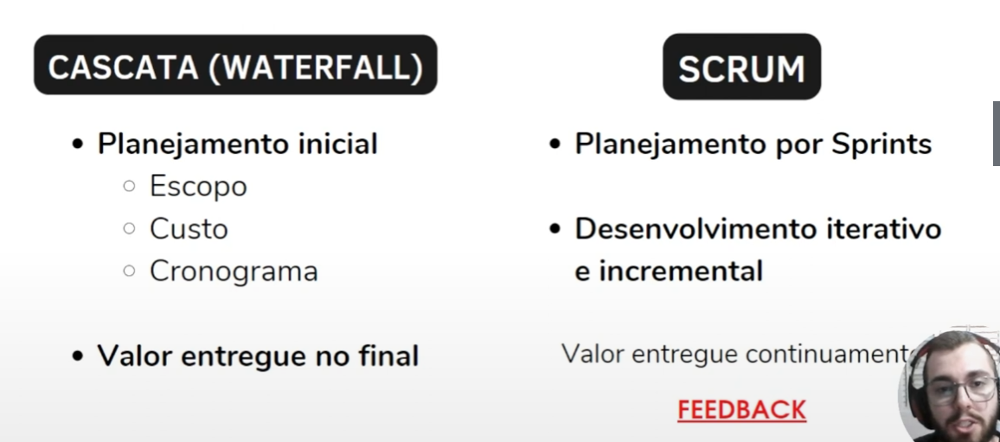 CASCATA (WATERFALL)
• Planejamento inicial
○ Escopo
○ Custo
○ Cronograma
• Valor entregue no final
SCRUM
• Planejamento por Sprints
• Desenvolvimento iterativo
e incremental
Valor entregue continuament
FEEDBACK